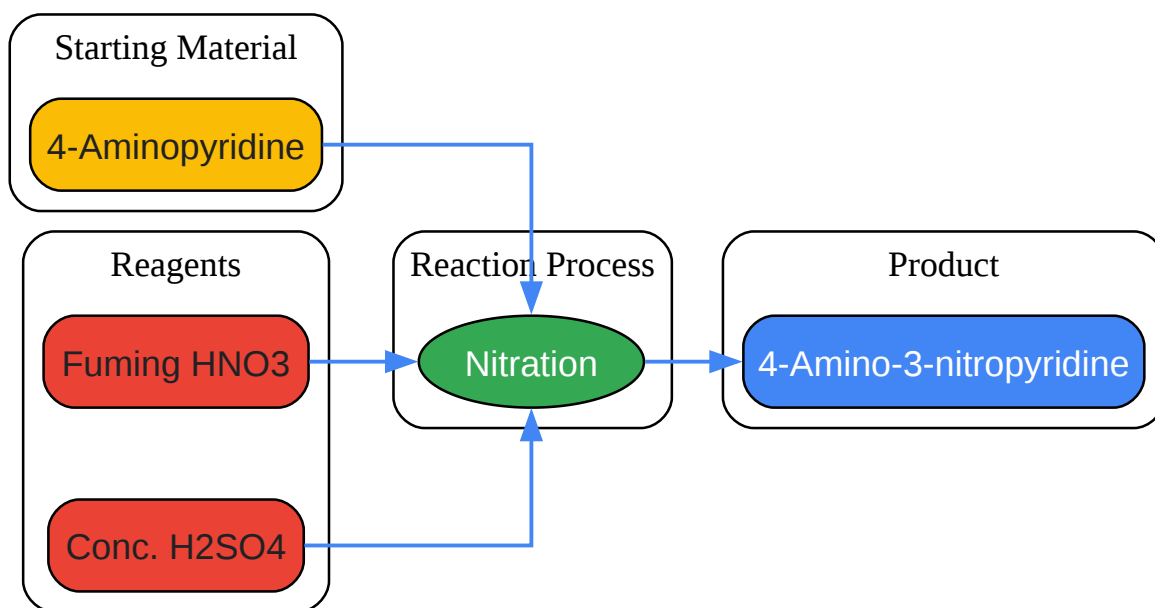 Starting Material
4-Aminopyridine
Reagents
Fuming HNO3
Conc. H2SO4
Reaction Process
Nitration
Product
4-Amino-3-nitropyridine